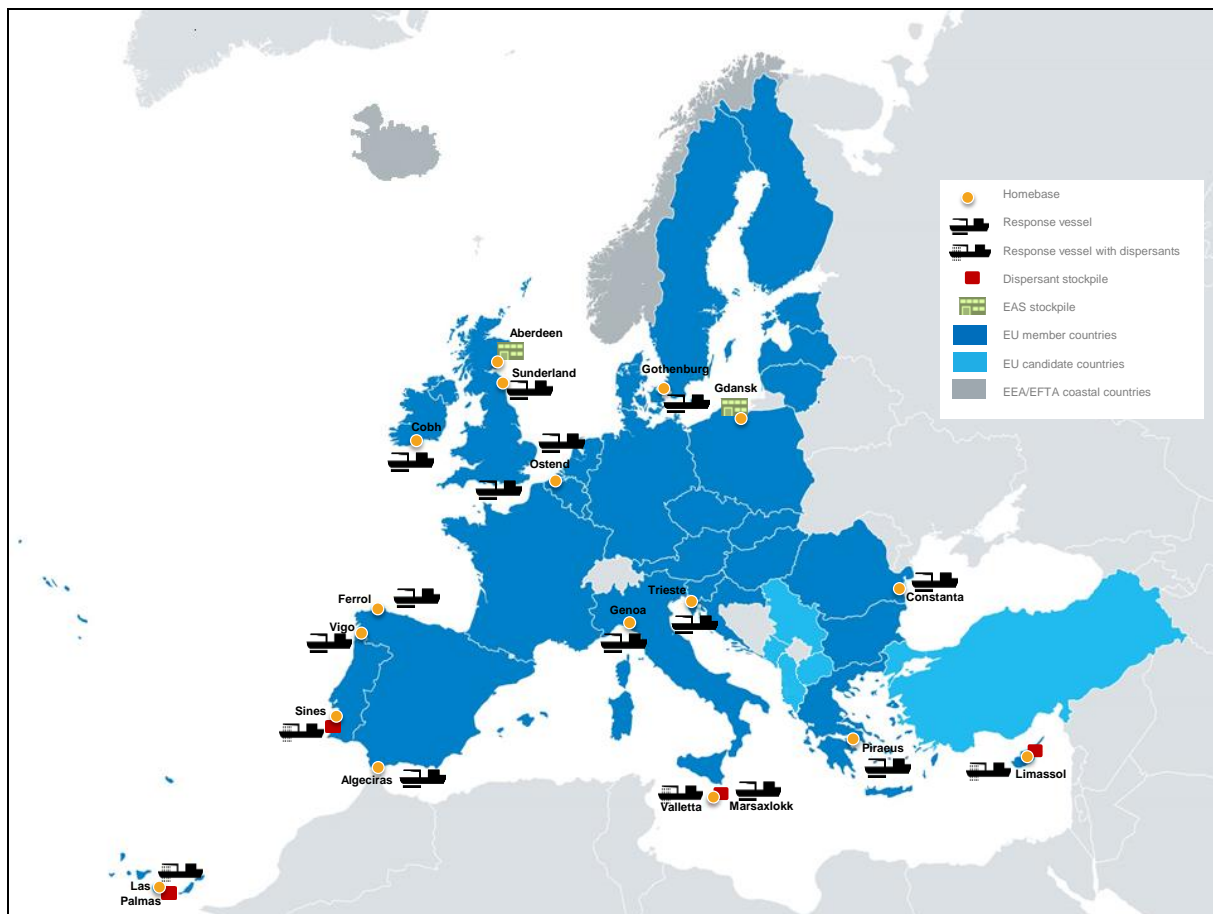 Homebase
Response vessel
Response vessel with dispersants
Dispersant stockpile
EAS stockpile
EU member countries
EU candidate countries
EEA/EFTA coastal countries
Aberdeen
Sunderland
Gothenburg
Gdansk
Cobh
Ostend
Ferrol
Trieste
Constanta
Genoa
Vigo
Sines
Piraeus
Algeciras
Limassol
Valletta
Marsaxlokk
Las
Palmas